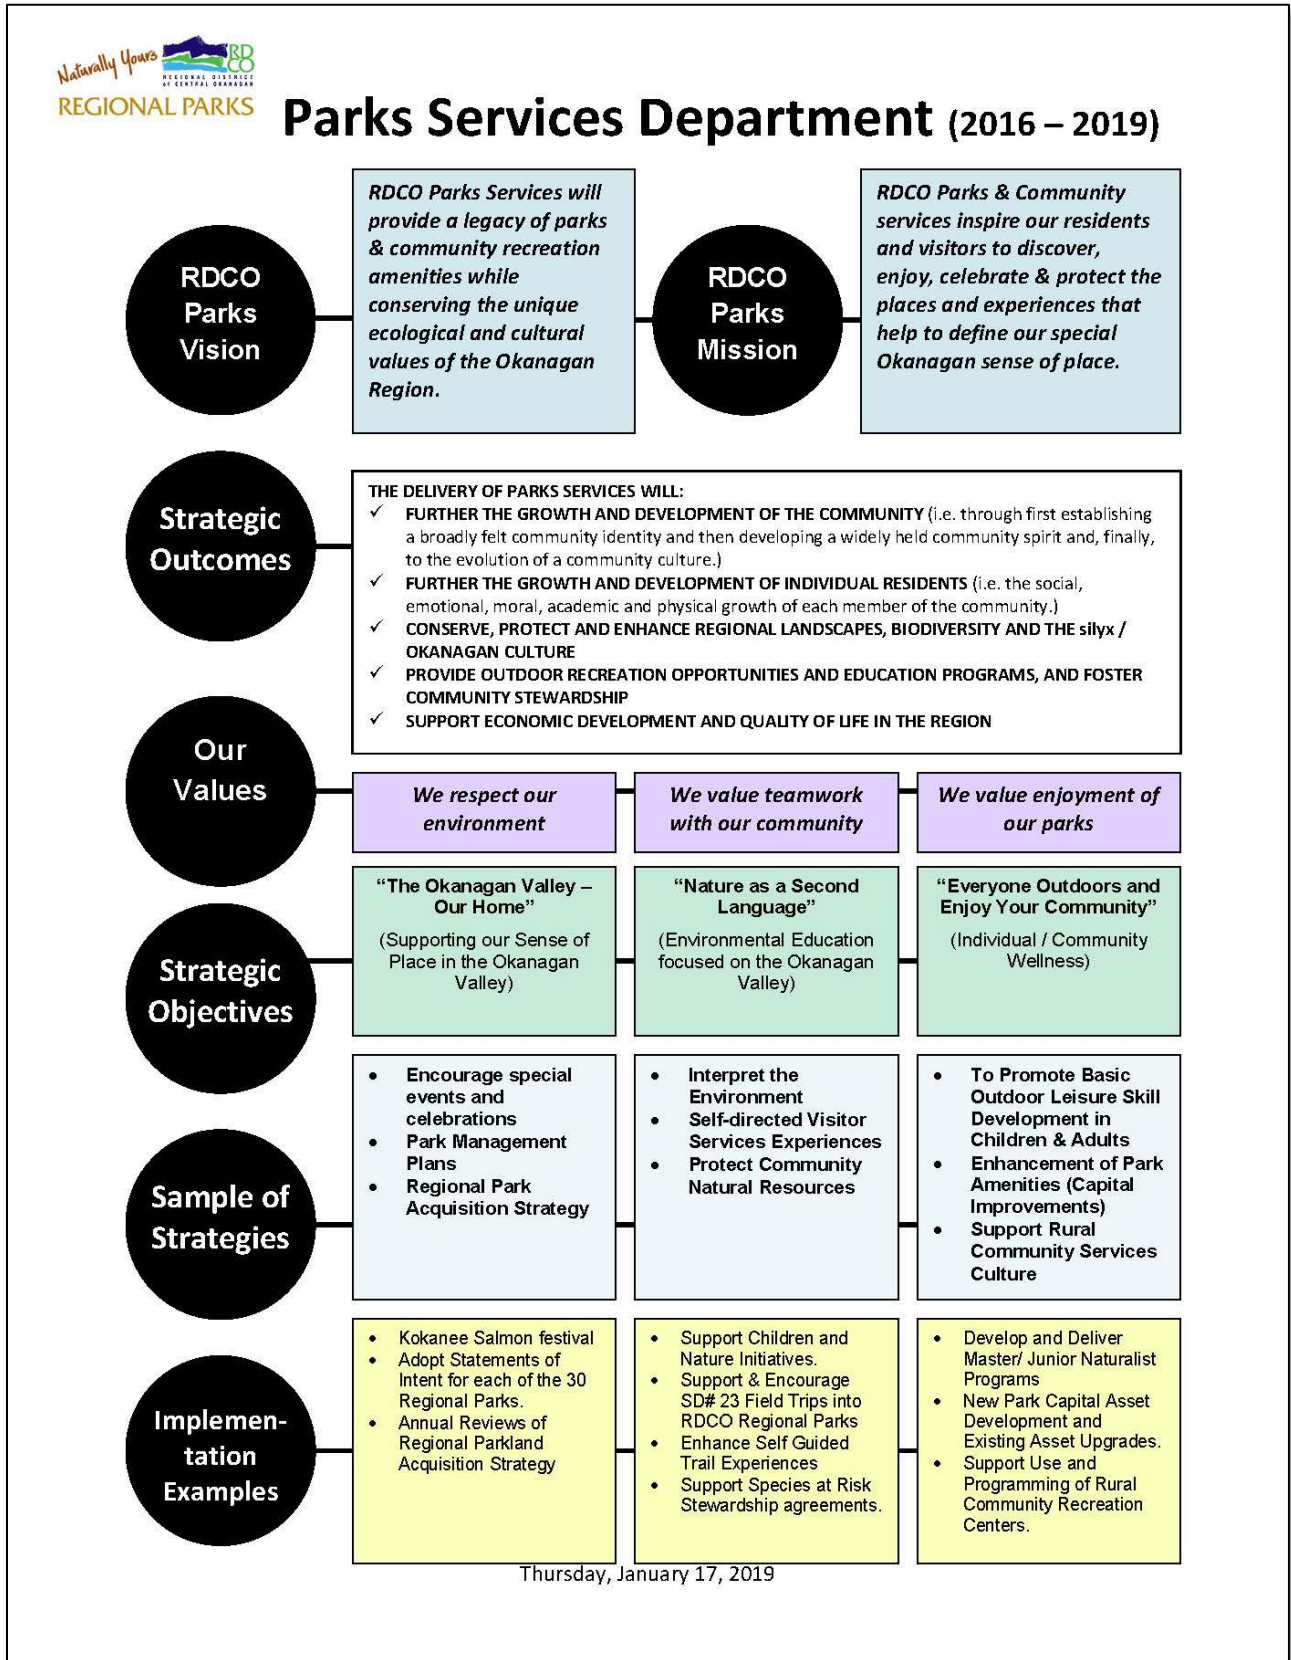 Naturally Yours
RD
CO
REGIONAL DISTRICT
of CENTRAL OKANAGAN
REGIONAL PARKS
Parks Services Department (2016 – 2019)
RDCO
Parks
Vision
RDCO Parks Services will
provide a legacy of parks
& community recreation
amenities while
conserving the unique
ecological and cultural
values of the Okanagan
Region.
RDCO
Parks
Mission
RDCO Parks & Community
services inspire our residents
and visitors to discover,
enjoy, celebrate & protect the
places and experiences that
help to define our special
Okanagan sense of place.
Strategic
Outcomes
THE DELIVERY OF PARKS SERVICES WILL:
✓ FURTHER THE GROWTH AND DEVELOPMENT OF THE COMMUNITY (i.e. through first establishing
a broadly felt community identity and then developing a widely held community spirit and, finally,
to the evolution of a community culture.)
✓ FURTHER THE GROWTH AND DEVELOPMENT OF INDIVIDUAL RESIDENTS (i.e. the social,
emotional, moral, academic and physical growth of each member of the community.)
✓ CONSERVE, PROTECT AND ENHANCE REGIONAL LANDSCAPES, BIODIVERSITY AND THE silyx /
OKANAGAN CULTURE
✓ PROVIDE OUTDOOR RECREATION OPPORTUNITIES AND EDUCATION PROGRAMS, AND FOSTER
COMMUNITY STEWARDSHIP
✓ SUPPORT ECONOMIC DEVELOPMENT AND QUALITY OF LIFE IN THE REGION
Our
Values
We respect our
environment
We value teamwork
with our community
We value enjoyment of
our parks
Strategic
Objectives
“The Okanagan Valley –
Our Home”
(Supporting our Sense of
Place in the Okanagan
Valley)
“Nature as a Second
Language”
(Environmental Education
focused on the Okanagan
Valley)
“Everyone Outdoors and
Enjoy Your Community”
(Individual / Community
Wellness)
Sample of
Strategies
• Encourage special
events and
celebrations
• Park Management
Plans
• Regional Park
Acquisition Strategy
• Interpret the
Environment
• Self-directed Visitor
Services Experiences
• Protect Community
Natural Resources
• To Promote Basic
Outdoor Leisure Skill
Development in
Children & Adults
• Enhancement of Park
Amenities (Capital
Improvements)
• Support Rural
Community Services
Culture
Implemen-
tation
Examples
• Kokanee Salmon festival
• Adopt Statements of
Intent for each of the 30
Regional Parks.
• Annual Reviews of
Regional Parkland
Acquisition Strategy
• Support Children and
Nature Initiatives.
• Support & Encourage
SD# 23 Field Trips into
RDCO Regional Parks
• Enhance Self Guided
Trail Experiences
• Support Species at Risk
Stewardship agreements.
• Develop and Deliver
Master/ Junior Naturalist
Programs
• New Park Capital Asset
Development and
Existing Asset Upgrades.
• Support Use and
Programming of Rural
Community Recreation
Centers.
Thursday, January 17, 2019